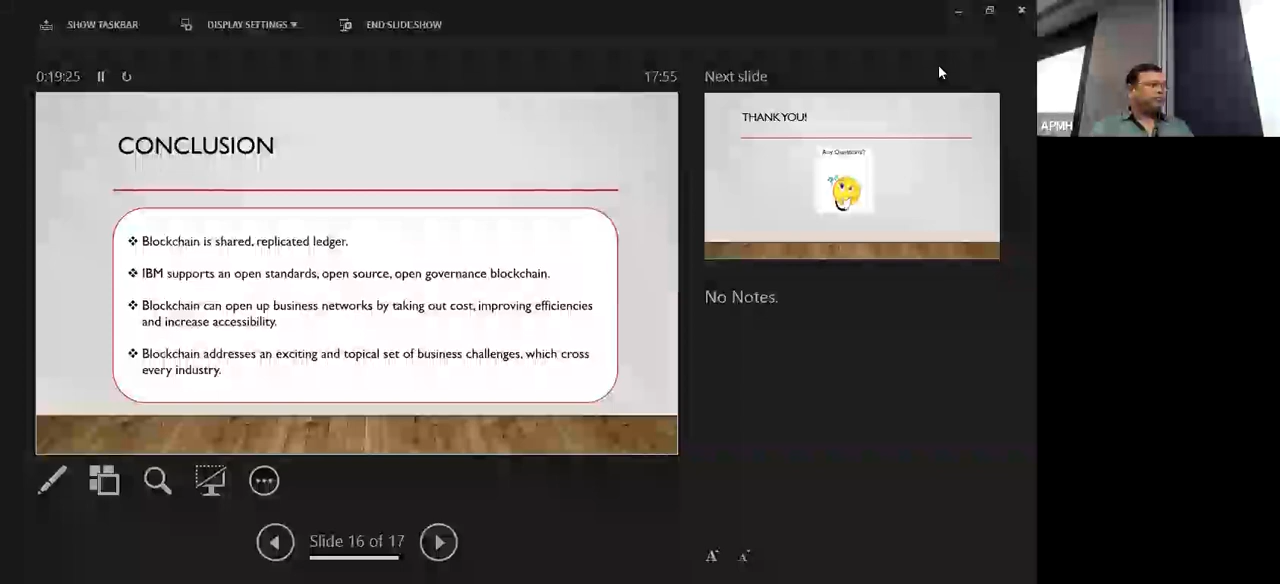 SHOW TASKBAR
DISPLAY SETTINGS ▾
END SLIDE SHOW
0:19:25
17:55
Next slide
CONCLUSION
❖ Blockchain is shared, replicated ledger.
❖ IBM supports an open standards, open source, open governance blockchain.
❖ Blockchain can open up business networks by taking out cost, improving efficiencies
and increase accessibility.
❖ Blockchain addresses an exciting and topical set of business challenges, which cross
every industry.
THANK YOU!
Any Questions?
No Notes.
Slide 16 of 17
A A
APMH